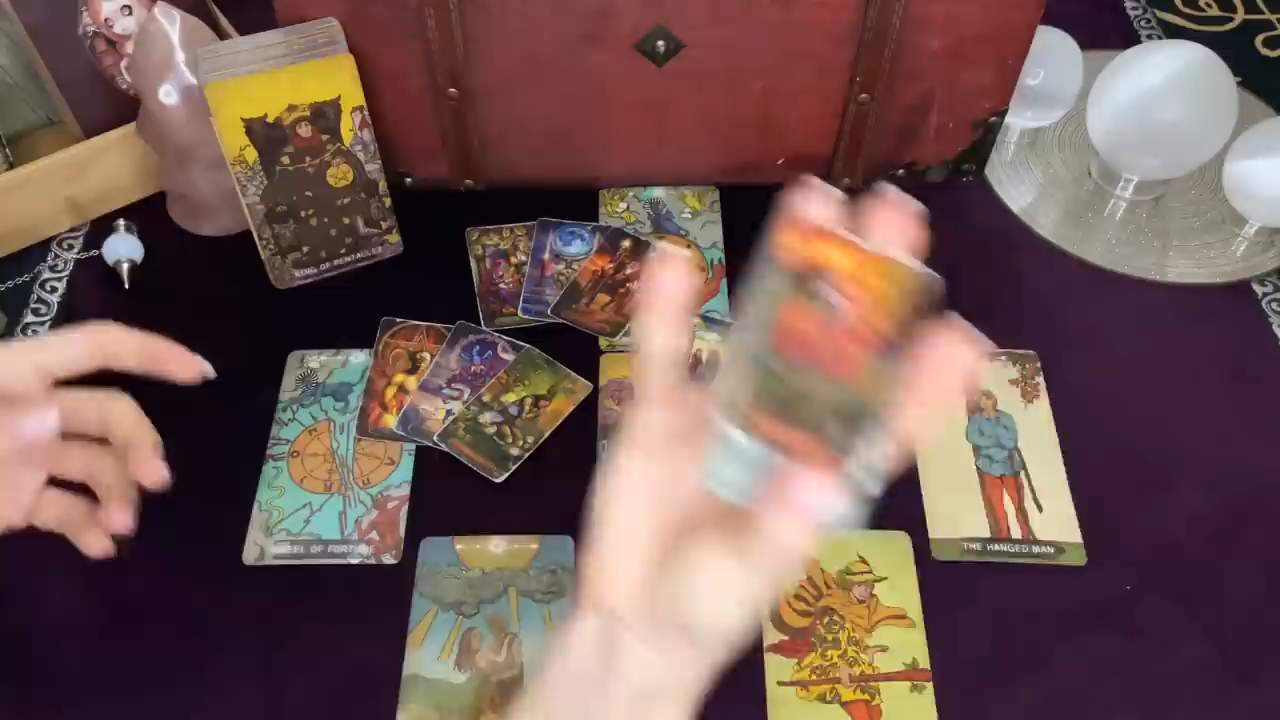 KING OF PENTACLES
WHEEL OF FORTUNE
THE HANGED MAN